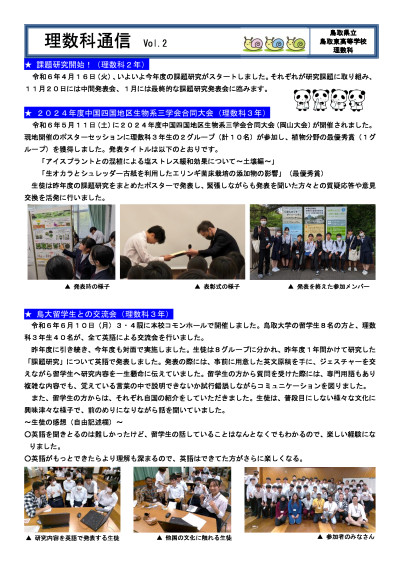 理数科通信 Vol.2
鳥取県立
鳥取東高等学校
理数科
★ 課題研究開始！（理数科２年）
令和６年４月１６日（火）、いよいよ今年度の課題研究がスタートしました。それぞれが研究課題に取り組み、
１１月２０日には中間発表会、１月には最終的な課題研究発表会に臨みます。
★ ２０２４年度中国四国地区生物系三学会合同大会（理数科３年）
令和６年５月１１日（土）に２０２４年度中国四国地区生物系三学会合同大会（岡山大会）が開催されました。
現地開催のポスターセッションに理数科３年生の２グループ（計１０名）が参加し、植物分野の最優秀賞（１グ
ループ）を獲得しました。発表タイトルは以下のとおりです。
「アイスプラントとの混植による塩ストレス緩和効果について～土壌編～」
「生オカラとシュレッダー古紙を利用したエリンギ菌床栽培の添加物の影響」（最優秀賞）
生徒は昨年度の課題研究をまとめたポスターで発表し、緊張しながらも発表を聞いた方々との質疑応答や意見
交換を活発に行いました。
▲ 発表時の様子
▲ 表彰式の様子
▲ 発表を終えた参加メンバー
★ 鳥大留学生との交流会（理数科３年）
令和６年６月１０日（月）３・４限に本校コモンホールで開催しました。鳥取大学の留学生８名の方と、理数
科３年生４０名が、全て英語による交流会を行いました。
昨年度に引き続き、今年度も対面で実施しました。生徒は８グループに分かれ、昨年度１年間かけて研究した
「課題研究」について英語で発表しました。発表の際には、事前に用意した英文原稿を手に、ジェスチャーを交
えながら留学生へ研究内容を一生懸命に伝えていました。留学生の方から質問を受けた際には、専門用語もあり
複雑な内容でも、覚えている言葉の中で説明できないか試行錯誤しながらコミュニケーションを図りました。
また、留学生の方からは、それぞれ自国の紹介をしていただきました。生徒は、普段目にしない様々な文化に
興味津々な様子で、前のめりになりながら話を聞いていました。
～生徒の感想（自由記述欄）～
〇英語を聞きとるのは難しかったけど、留学生の話していることはなんとなくでもわかるので、楽しい経験にな
りました。
〇英語がもっとできたらより理解も深まるので、英語はできてた方がさらに楽しくなる。
▲ 研究内容を英語で発表する生徒
▲ 他国の文化に触れる生徒
▲ 参加者のみなさん